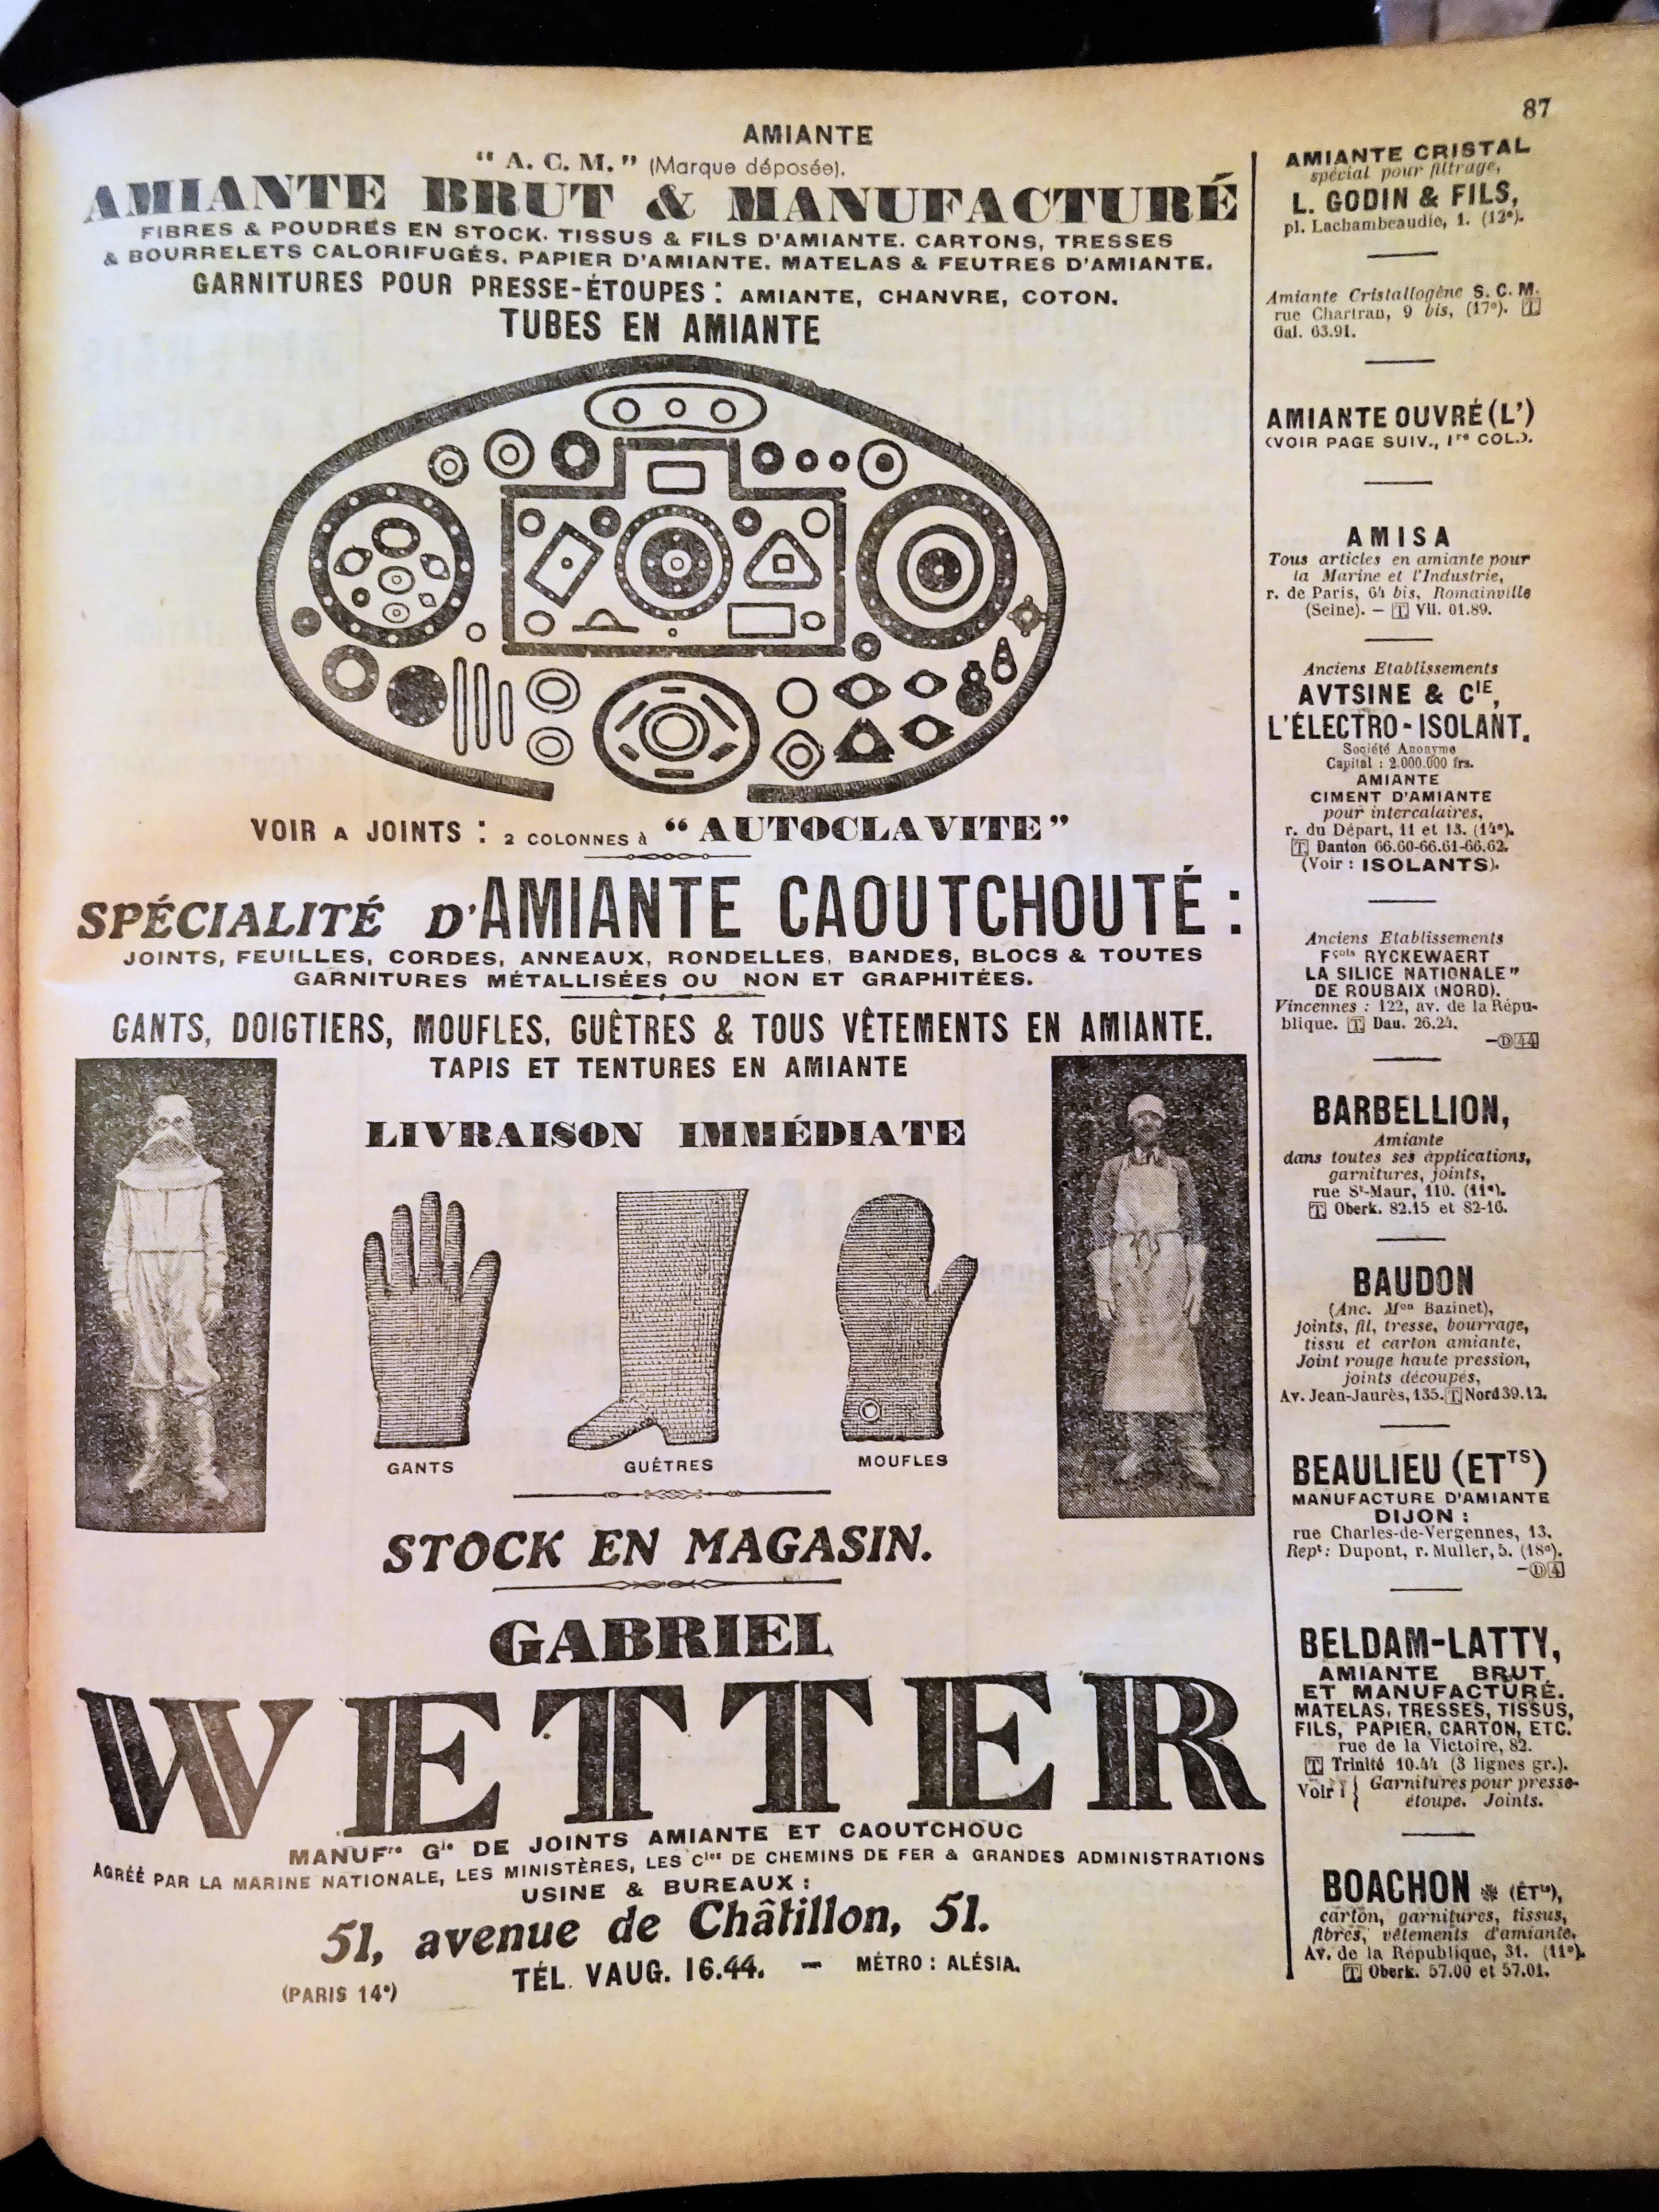 87
AMIANTE
“ A. C. M. ” (Marque déposée).
AMIANTE BRUT & MANUFACTURÉ
FIBRES & POUDRES EN STOCK. TISSUS & FILS D'AMIANTE. CARTONS, TRESSES
& BOURRELETS CALORIFUGÉS. PAPIER D'AMIANTE. MATELAS & FEUTRES D'AMIANTE.
GARNITURES POUR PRESSE-ÉTOUPES : AMIANTE, CHANVRE, COTON.
TUBES EN AMIANTE
VOIR A JOINTS : 2 COLONNES à “ AUTOCLAVITE ”
SPÉCIALITÉ D'AMIANTE CAOUTCHOUTÉ :
JOINTS, FEUILLES, CORDES, ANNEAUX, RONDELLES, BANDES, BLOCS & TOUTES
GARNITURES MÉTALLISÉES OU NON ET GRAPHITÉES.
GANTS, DOIGTIERS, MOUFLES, GUÊTRES & TOUS VÊTEMENTS EN AMIANTE.
TAPIS ET TENTURES EN AMIANTE
LIVRAISON IMMÉDIATE
GANTS
GUÊTRES
MOUFLES
STOCK EN MAGASIN.
GABRIEL
WETTER
MANUFre Gle DE JOINTS AMIANTE ET CAOUTCHOUC
AGRÉÉ PAR LA MARINE NATIONALE, LES MINISTÈRES, LES Cies DE CHEMINS DE FER & GRANDES ADMINISTRATIONS
USINE & BUREAUX :
51, avenue de Châtillon, 51.
(PARIS 14e) TÉL. VAUG. 16.44. — MÉTRO : ALÉSIA.
AMIANTE CRISTAL
spécial pour filtrage,
L. GODIN & FILS,
pl. Lachambeaudie, 1. (12e).
Amiante Cristallogène S. C. M.
rue Chartran, 9 bis, (17e). T
Gal. 63.91.
AMIANTE OUVRÉ (L')
(VOIR PAGE SUIV., 1re COL.).
AMISA
Tous articles en amiante pour
la Marine et l'Industrie,
r. de Paris, 64 bis, Romainville
(Seine). — T Vil. 01.89.
Anciens Etablissements
AVTSINE & CIE,
L'ÉLECTRO-ISOLANT.
Société Anonyme
Capital : 2.000.000 frs.
AMIANTE
CIMENT D'AMIANTE
pour intercalaires,
r. du Départ, 11 et 13. (14e).
T Danton 66.60-66.61-66.62.
(Voir : ISOLANTS).
Anciens Etablissements
Fçois RYCKEWAERT
LA SILICE NATIONALE”
DE ROUBAIX (NORD).
Vincennes : 122, av. de la Répu-
blique. T Dau. 26.24.
—D 44
BARBELLION,
Amiante
dans toutes ses applications,
garnitures, joints,
rue St-Maur, 110. (11e).
T Oberk. 82.15 et 82-16.
BAUDON
(Anc. Mon Bazinet),
joints, fil, tresse, bourrage,
tissu et carton amiante,
Joint rouge haute pression,
joints découpés,
Av. Jean-Jaurès, 135. T Nord 39.12.
BEAULIEU (ETTS)
MANUFACTURE D'AMIANTE
DIJON :
rue Charles-de-Vergennes, 13.
Rept : Dupont, r. Muller, 5. (18e).
—D 4
BELDAM-LATTY,
AMIANTE BRUT
ET MANUFACTURÉ.
MATELAS, TRESSES, TISSUS,
FILS, PAPIER, CARTON, ETC.
rue de la Victoire, 82.
T Trinité 10.44 (3 lignes gr.).
Voir : { Garnitures pour presse-
étoupe. Joints.
BOACHON (ÉTts),
carton, garnitures, tissus,
fibres, vêtements d'amiante.
Av. de la République, 31. (11e).
T Oberk. 57.00 et 57.01.